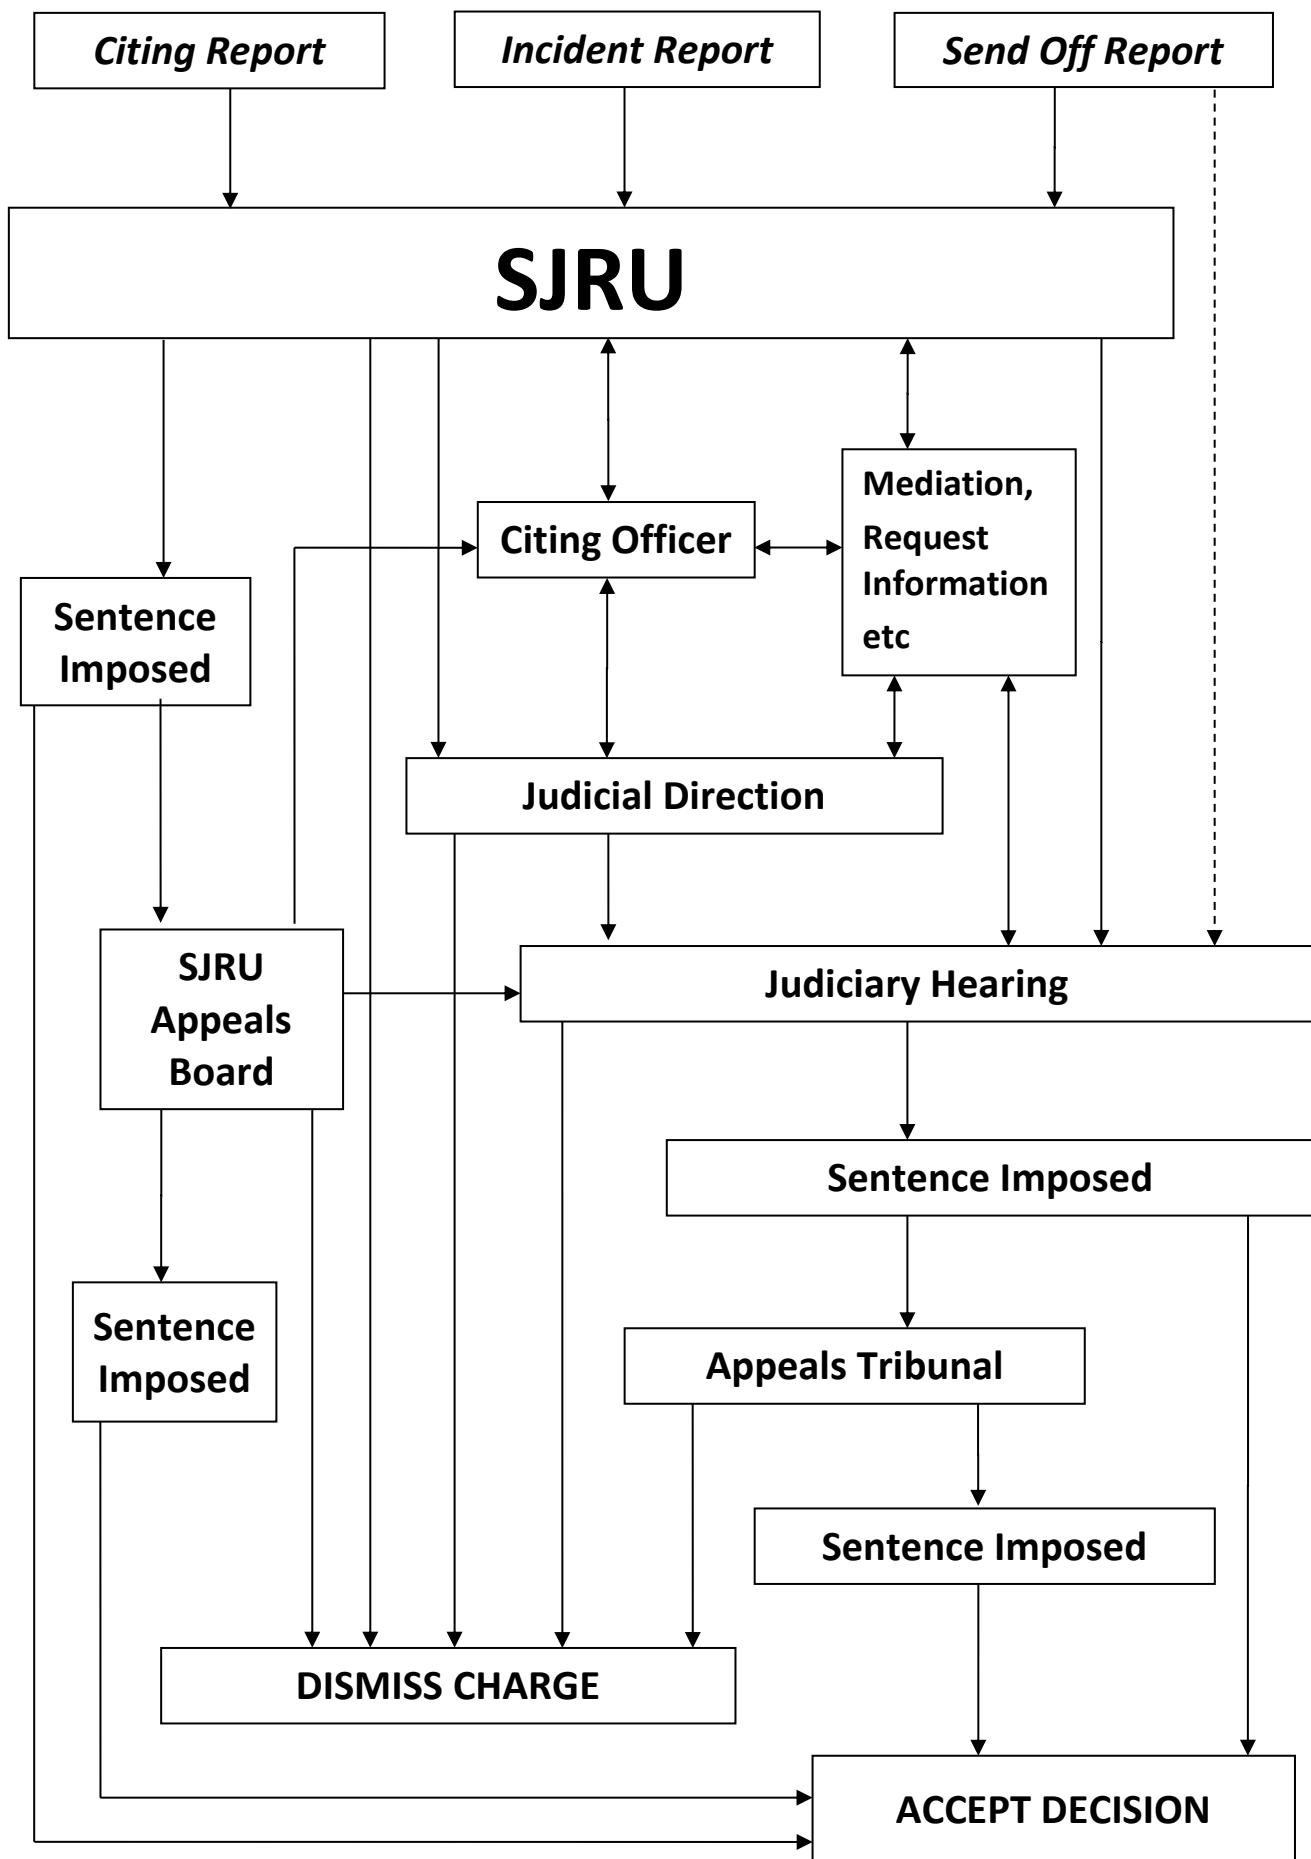 Citing Report
Incident Report
Send Off Report
SJRU
Mediation,
Request
Information
etc
Citing Officer
Sentence
Imposed
Judicial Direction
SJRU
Appeals
Board
Judiciary Hearing
Sentence Imposed
Sentence
Imposed
Appeals Tribunal
Sentence Imposed
DISMISS CHARGE
ACCEPT DECISION